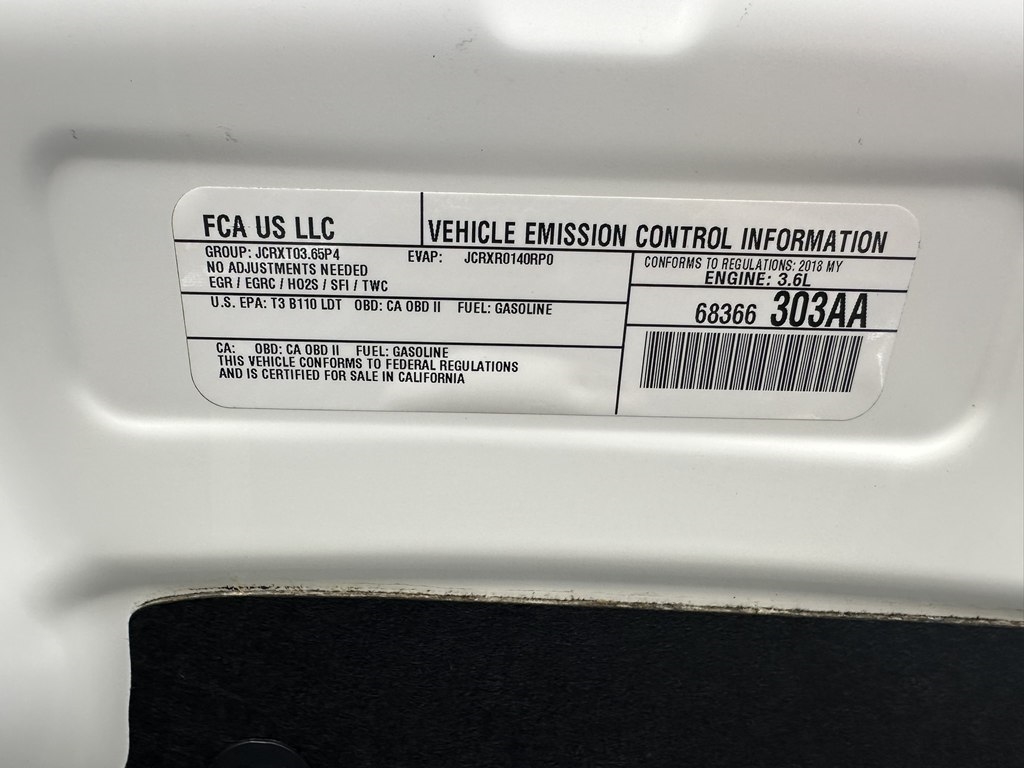 FCA US LLC
VEHICLE EMISSION CONTROL INFORMATION
GROUP: JCRXT03.65P4 EVAP: JCRXR0140RP0
NO ADJUSTMENTS NEEDED
EGR / EGRC / HO2S / SFI / TWC
CONFORMS TO REGULATIONS: 2018 MY
ENGINE: 3.6L
U.S. EPA: T3 B110 LDT OBD: CA OBD II FUEL: GASOLINE
68366 303AA
CA: OBD: CA OBD II FUEL: GASOLINE
THIS VEHICLE CONFORMS TO FEDERAL REGULATIONS
AND IS CERTIFIED FOR SALE IN CALIFORNIA